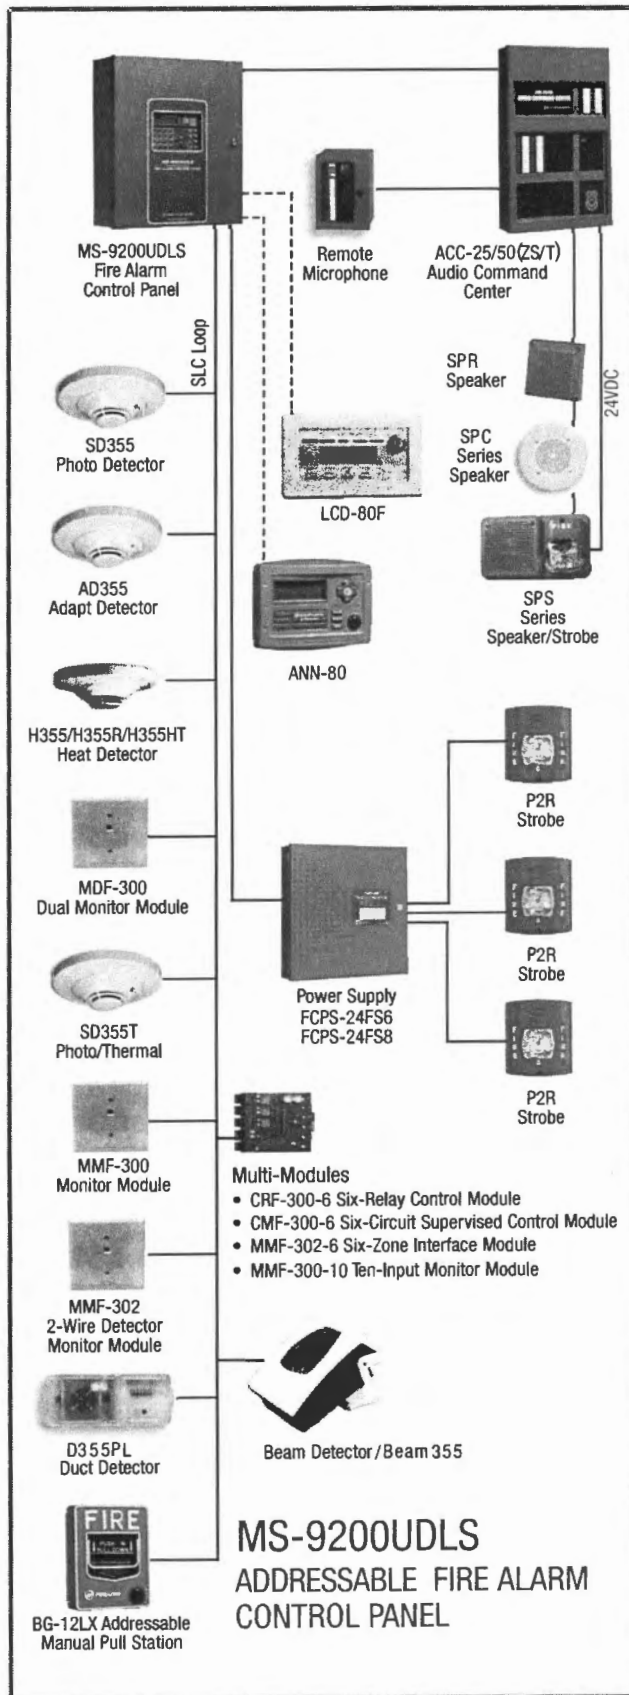 MS-9200UDLS
Fire Alarm
Control Panel
Remote
Microphone
ACC-25/50(ZS/T)
Audio Command
Center
SLC Loop
SPR
Speaker
24VDC
SD355
Photo Detector
SPC
Series
Speaker
LCD-80F
AD355
Adapt Detector
SPS
Series
Speaker/Strobe
ANN-80
H355/H355R/H355HT
Heat Detector
P2R
Strobe
MDF-300
Dual Monitor Module
P2R
Strobe
Power Supply
FCPS-24FS6
FCPS-24FS8
SD355T
Photo/Thermal
P2R
Strobe
MMF-300
Monitor Module
Multi-Modules
• CRF-300-6 Six-Relay Control Module
• CMF-300-6 Six-Circuit Supervised Control Module
• MMF-302-6 Six-Zone Interface Module
• MMF-300-10 Ten-Input Monitor Module
MMF-302
2-Wire Detector
Monitor Module
D355PL
Duct Detector
Beam Detector/Beam 355
FIRE
BG-12LX Addressable
Manual Pull Station
MS-9200UDLS
ADDRESSABLE FIRE ALARM
CONTROL PANEL